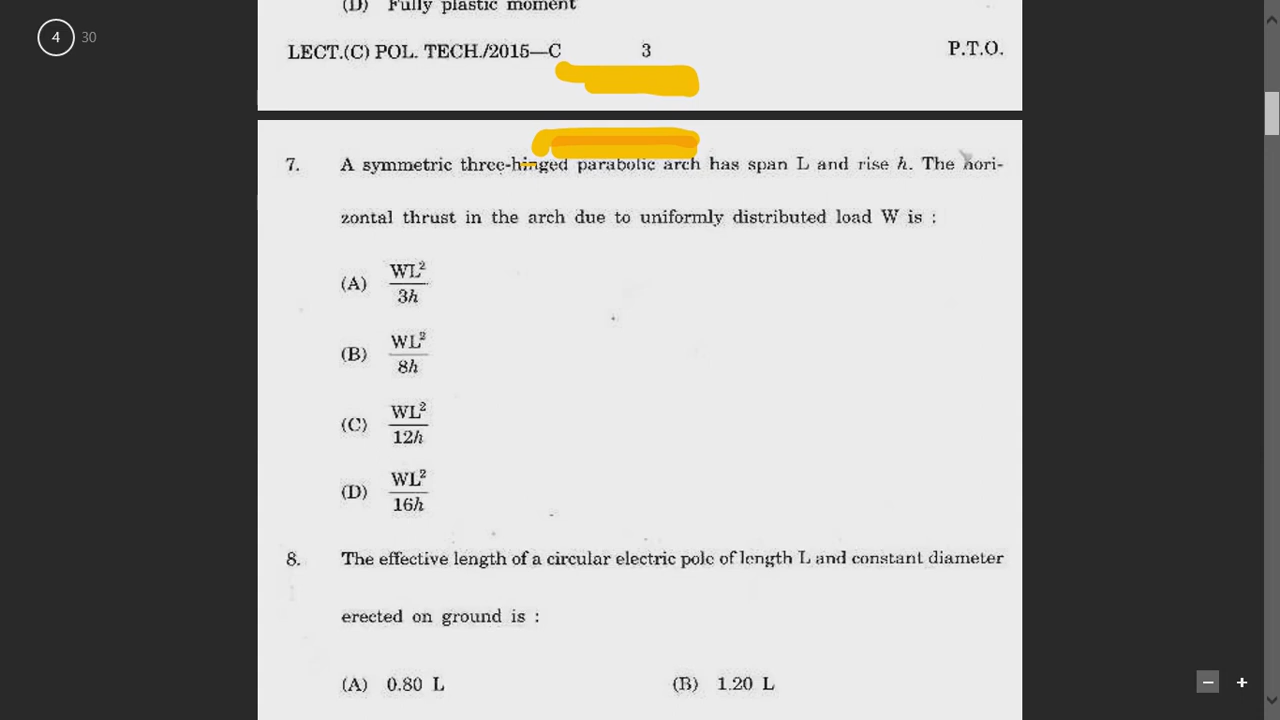 (D) Fully plastic moment
LECT.(C) POL. TECH./2015—C 3 P.T.O.
7. A symmetric three-hinged parabolic arch has span L and rise h. The hori-
zontal thrust in the arch due to uniformly distributed load W is :
(A) WL²/3h
(B) WL²/8h
(C) WL²/12h
(D) WL²/16h
8. The effective length of a circular electric pole of length L and constant diameter
erected on ground is :
(A) 0.80 L (B) 1.20 L
4 30